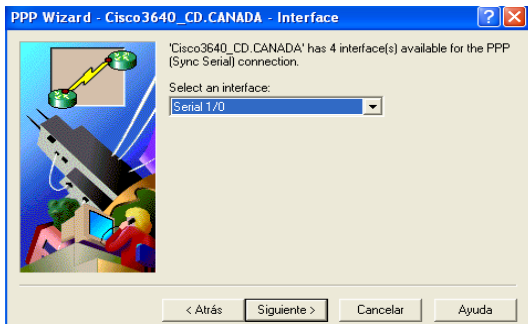 PPP Wizard - Cisco3640_CD.CANADA - Interface
'Cisco3640_CD.CANADA' has 4 interface(s) available for the PPP
(Sync Serial) connection.
Select an interface:
Serial 1/0
< Atrás
Siguiente >
Cancelar
Ayuda